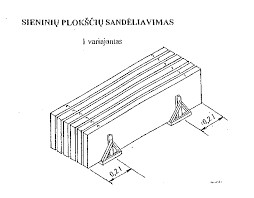 SIENINIŲ PLOKŠČIŲ SANDĖLIAVIMAS
1 variantas
0,2 l
0,2 l